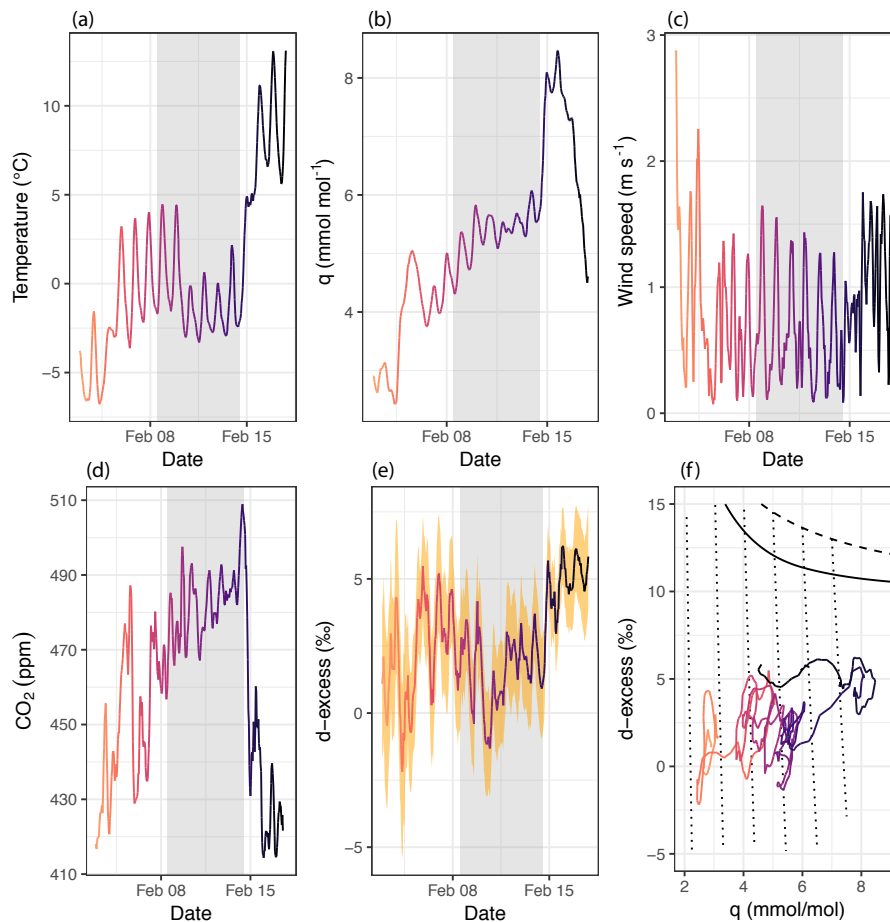 (a)
(b)
(c)
Temperature (°C)
10
5
0
−5
Feb 08
Feb 15
Date
q (mmol mol⁻¹)
8
6
4
Feb 08
Feb 15
Date
Wind speed (m s⁻¹)
3
2
1
0
Feb 08
Feb 15
Date
(d)
(e)
(f)
CO₂ (ppm)
510
490
470
450
430
410
Feb 08
Feb 15
Date
d−excess (‰)
5
0
−5
Feb 08
Feb 15
Date
d−excess (‰)
15
10
5
0
−5
2
4
6
8
q (mmol/mol)